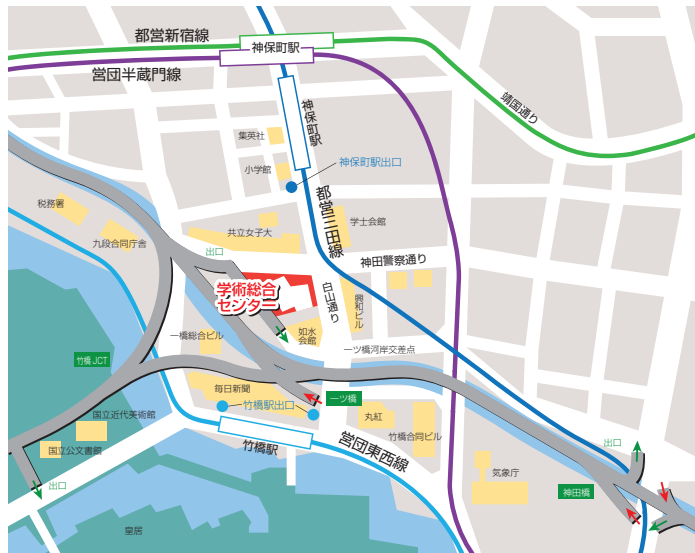 都営新宿線
神保町駅
営団半蔵門線
靖国通り
神保町駅
集英社
小学館
神保町駅出口
税務署
都営三田線
学士会館
共立女子大
九段合同庁舎
出口
神田警察通り
学術総合
センター
白山通り
興和ビル
如水
会館
一橋総合ビル
一ツ橋河岸交差点
竹橋JCT
毎日新聞
一ツ橋
竹橋駅出口
国立近代美術館
丸紅
竹橋合同ビル
営団東西線
竹橋駅
国立公文書館
出口
出口
気象庁
神田橋
皇居